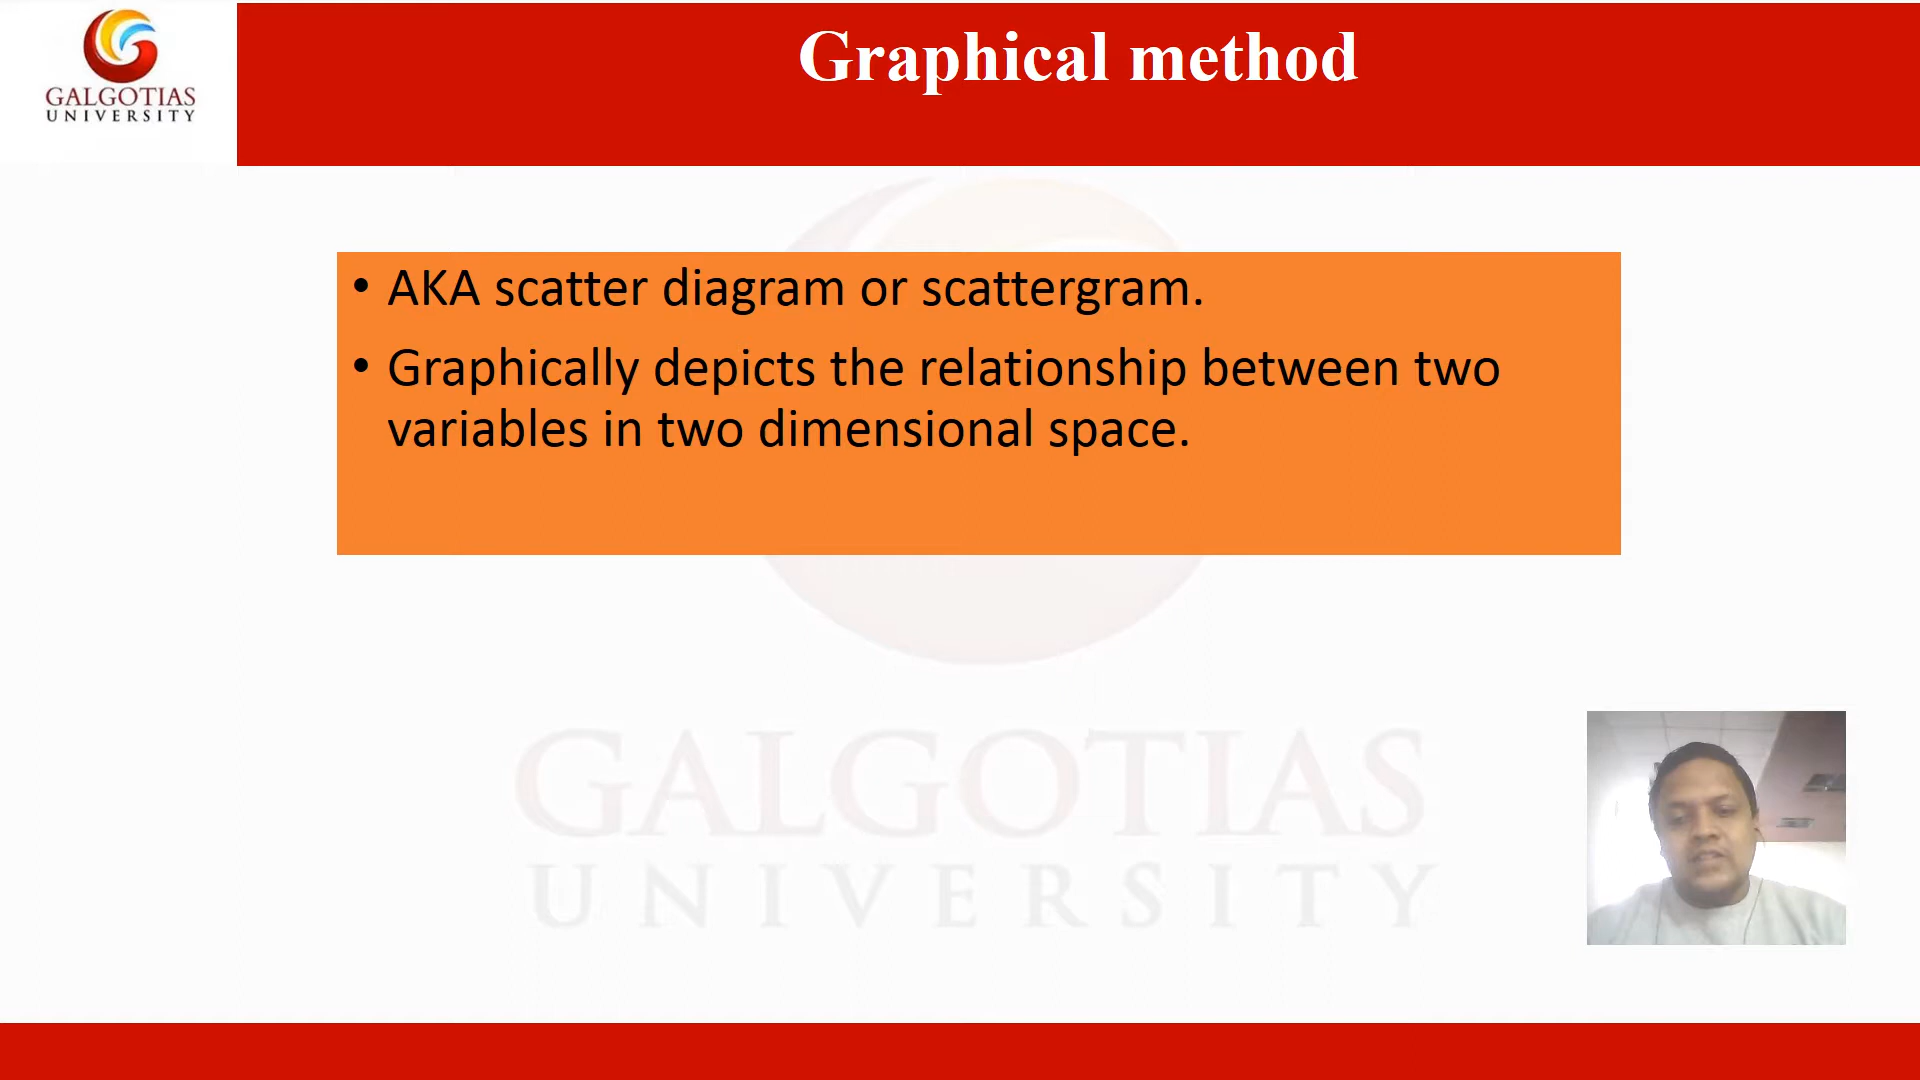 GALGOTIAS
UNIVERSITY
Graphical method
• AKA scatter diagram or scattergram.
• Graphically depicts the relationship between two
variables in two dimensional space.
GALGOTIAS
UNIVERSITY